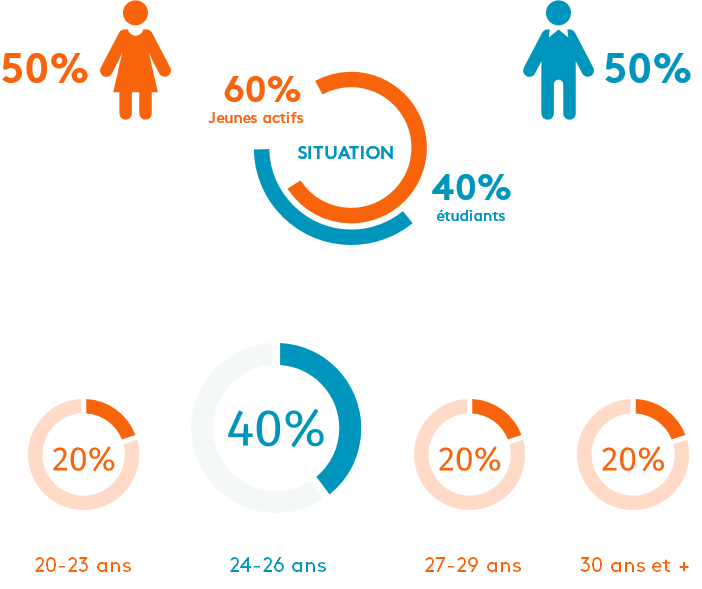 50%
50%
60%
Jeunes actifs
SITUATION
40%
étudiants
20%
40%
20%
20%
20-23 ans
24-26 ans
27-29 ans
30 ans et +